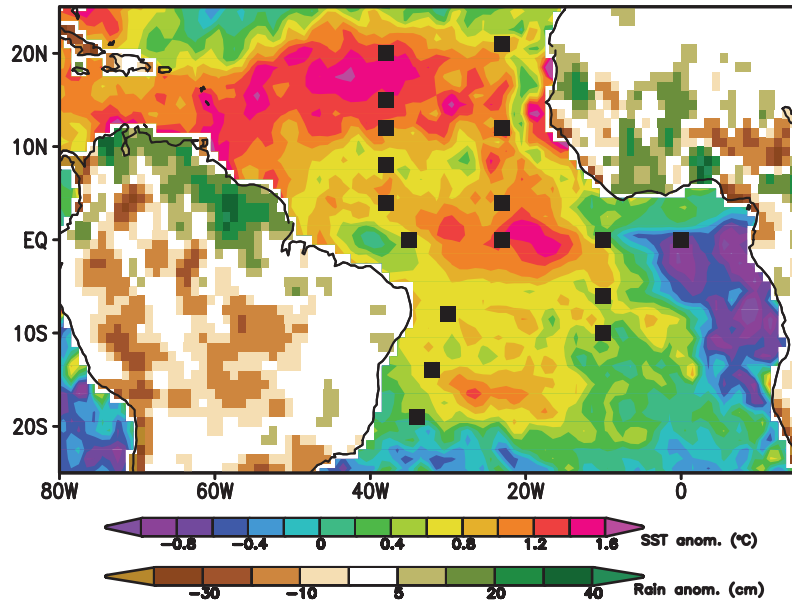 20N
10N
EQ
10S
20S
80W 60W 40W 20W 0
-0.8 -0.4 0 0.4 0.8 1.2 1.6 SST anom. (°C)
-30 -10 5 20 40 Rain anom. (cm)